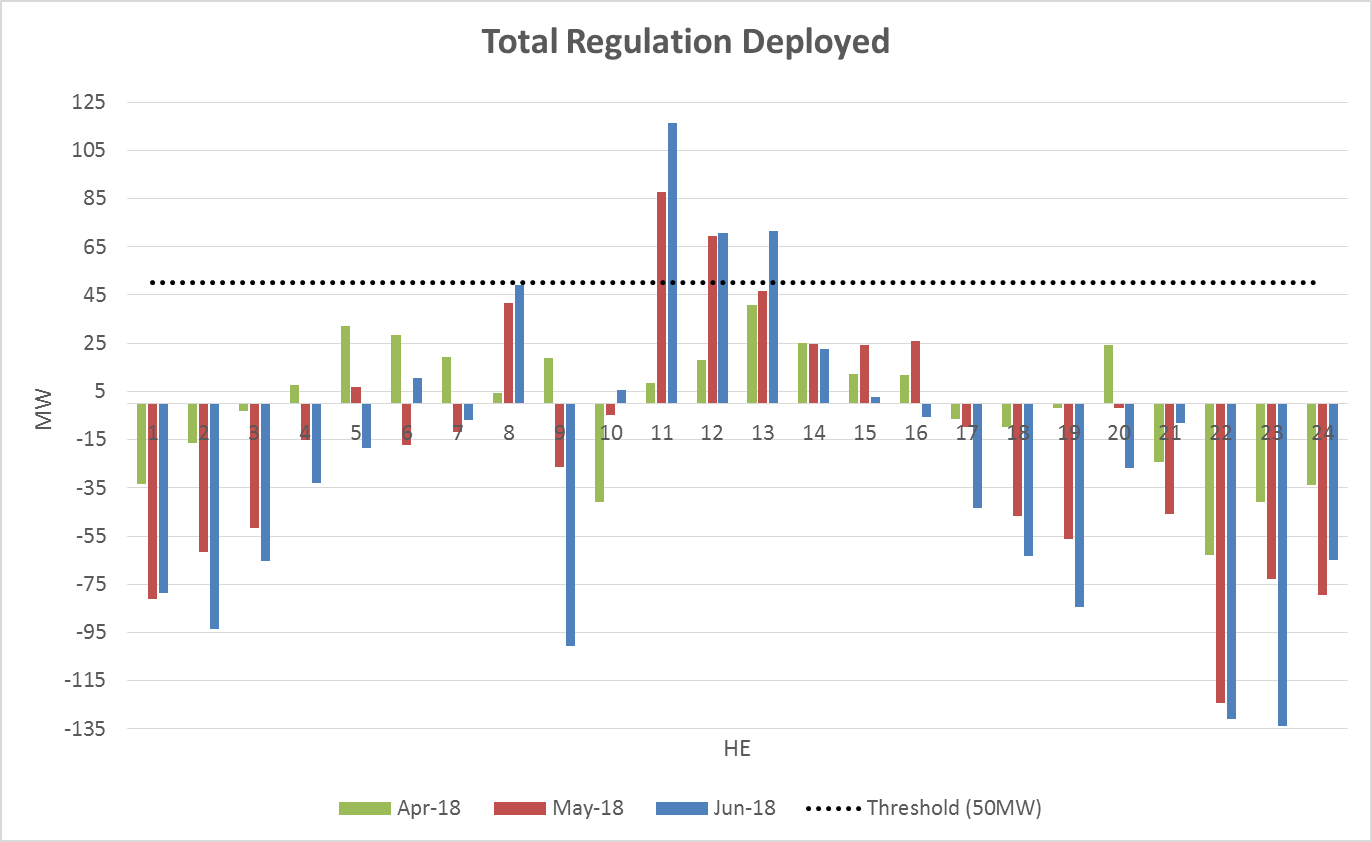 Total Regulation Deployed
125
105
85
65
45
25
5
-15
-35
-55
-75
-95
-115
-135
MW
1 2 3 4 5 6 7 8 9 10 11 12 13 14 15 16 17 18 19 20 21 22 23 24
HE
Apr-18 May-18 Jun-18 Threshold (50MW)